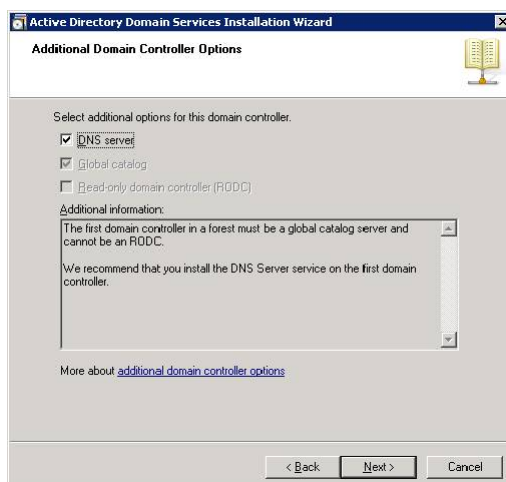 Active Directory Domain Services Installation Wizard
Additional Domain Controller Options
Select additional options for this domain controller.
DNS server
Global catalog
Read-only domain controller (RODC)
Additional information:
The first domain controller in a forest must be a global catalog server and
cannot be an RODC.
We recommend that you install the DNS Server service on the first domain
controller.
More about additional domain controller options
< Back
Next >
Cancel